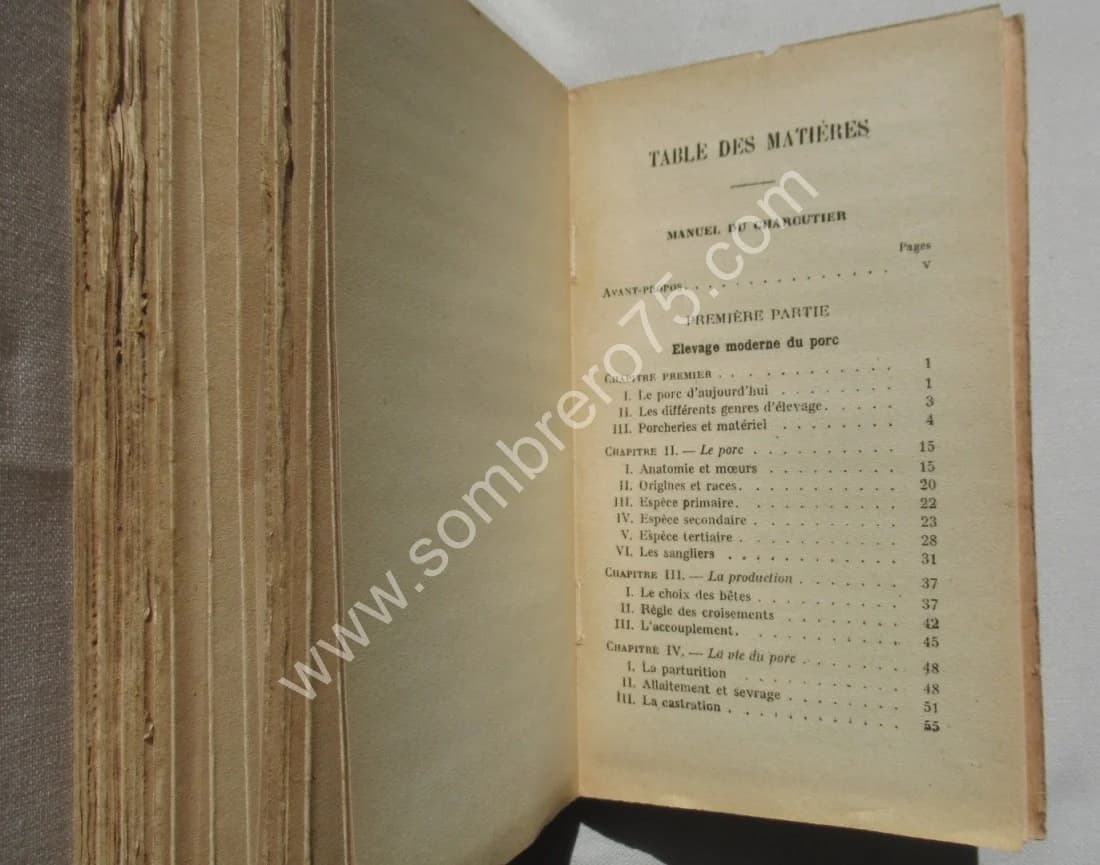 TABLE DES MATIÈRES
MANUEL DU CHARCUTIER
Pages
AVANT-PROPOS. . . . . . . . . . . . . V
PREMIÈRE PARTIE
Elevage moderne du porc
CHAPITRE PREMIER . . . . . . . . . . . 1
I. Le porc d'aujourd'hui . . . . . . . 1
II. Les différents genres d'élevage. . . . . 3
III. Porcheries et matériel . . . . . . . 4
CHAPITRE II. — Le porc . . . . . . . . . 15
I. Anatomie et mœurs . . . . . . . . 15
II. Origines et races. . . . . . . . . . 20
III. Espèce primaire. . . . . . . . . . 22
IV. Espèce secondaire . . . . . . . . . 23
V. Espèce tertiaire . . . . . . . . . . 28
VI. Les sangliers . . . . . . . . . . 31
CHAPITRE III. — La production . . . . . . 37
I. Le choix des bêtes . . . . . . . . . 37
II. Règle des croisements . . . . . . . 42
III. L'accouplement. . . . . . . . . . 45
CHAPITRE IV. — La vie du porc . . . . . . 48
I. La parturition . . . . . . . . . . 48
II. Allaitement et sevrage . . . . . . . 51
III. La castration . . . . . . . . . . 55
www.sombrero75.com